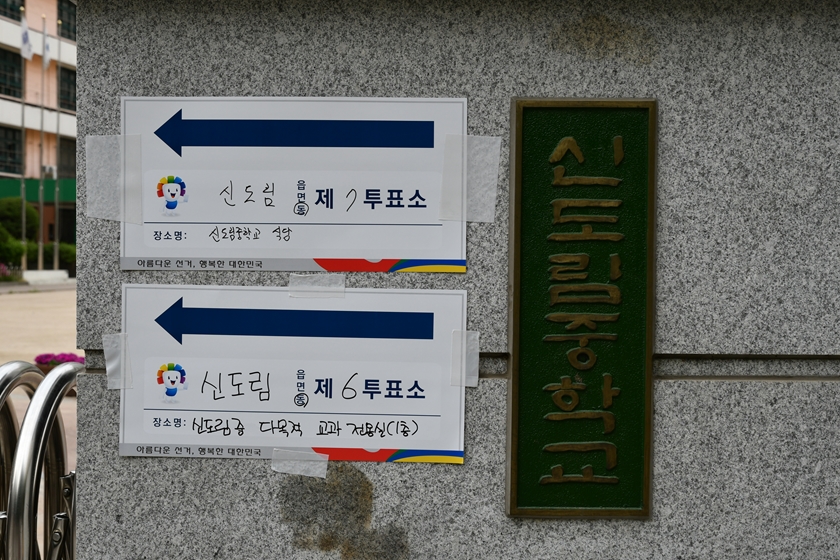 신도림 읍면동 제 7 투표소
장소명: 신도림중학교 식당
아름다운 선거, 행복한 대한민국
신도림 읍면동 제 6 투표소
장소명: 신도림중 다목적 교과 전용실(1층)
아름다운 선거, 행복한 대한민국
신도림중학교